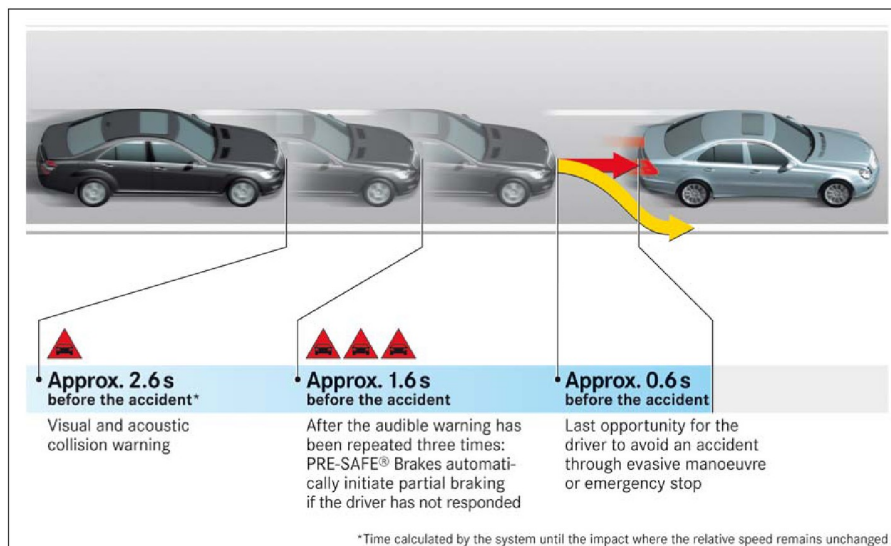 Approx. 2.6 s
before the accident*
Visual and acoustic
collision warning
Approx. 1.6 s
before the accident
After the audible warning has
been repeated three times:
PRE-SAFE® Brakes automati-
cally initiate partial braking
if the driver has not responded
Approx. 0.6 s
before the accident
Last opportunity for the
driver to avoid an accident
through evasive manoeuvre
or emergency stop
*Time calculated by the system until the impact where the relative speed remains unchanged